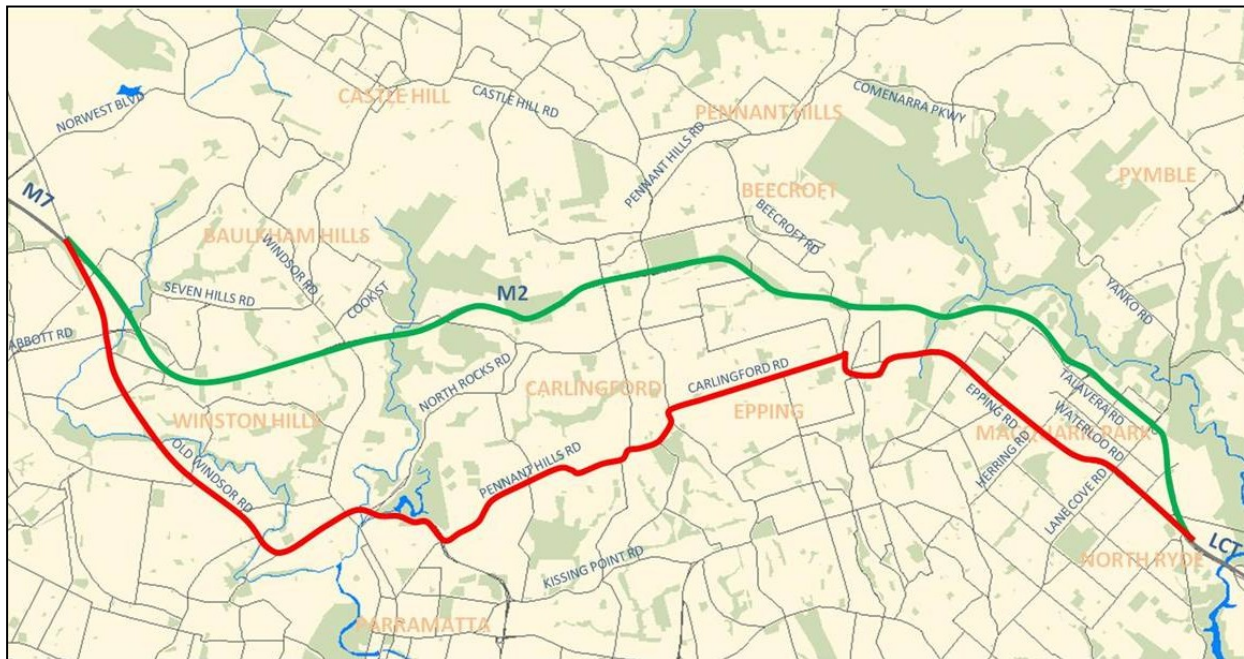 CASTLE HILL
CASTLE HILL RD
PENNANT HILLS
COMENARRA PKWY
NORWEST BLVD
PENNANT HILLS RD
PYMBLE
BEECROFT
M7
BEECROFT RD
BAULKHAM HILLS
WINDSOR RD
SEVEN HILLS RD
COOK ST
M2
YANKO RD
ABBOTT RD
NORTH ROCKS RD
CARLINGFORD
CARLINGFORD RD
EPPING
TALAVERA RD
EPPING RD
WATERLOO RD
WINSTON HILLS
MACQUARIE PARK
HERRING RD
OLD WINDSOR RD
PENNANT HILLS RD
LANE COVE RD
LCT
NORTH RYDE
KISSING POINT RD
PARRAMATTA